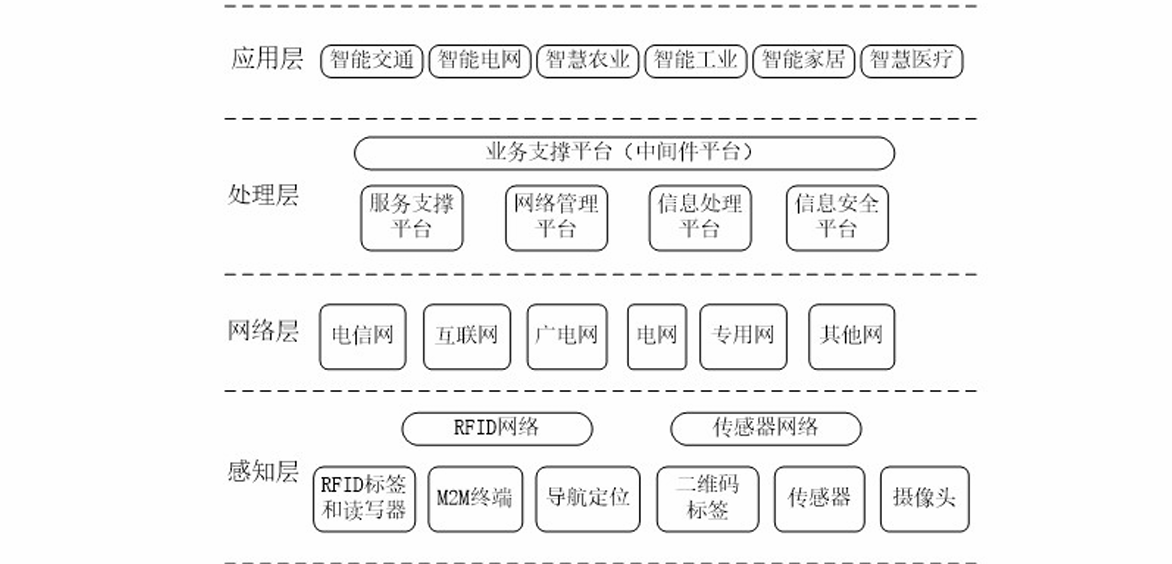 应用层 智能交通 智能电网 智慧农业 智能工业 智能家居 智慧医疗
业务支撑平台（中间件平台）
处理层
服务支撑
平台
网络管理
平台
信息处理
平台
信息安全
平台
网络层 电信网 互联网 广电网 电网 专用网 其他网
RFID网络 传感器网络
感知层
RFID标签
和读写器
M2M终端
导航定位
二维码
标签
传感器
摄像头